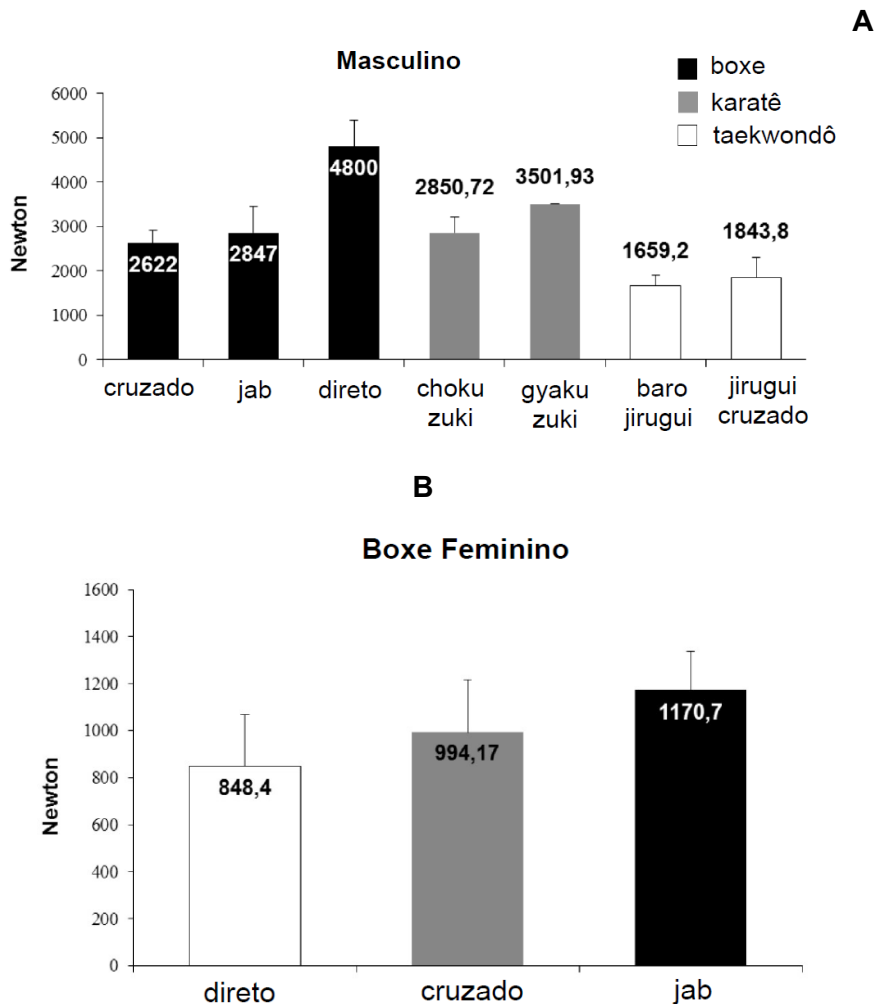 A
Masculino
boxe
karatê
taekwondô
Newton
6000
5000
4000
3000
2000
1000
0
2622
2847
4800
2850,72
3501,93
1659,2
1843,8
cruzado
jab
direto
choku
zuki
gyaku
zuki
baro
jirugui
jirugui
cruzado
B
Boxe Feminino
Newton
1600
1400
1200
1000
800
600
400
200
0
848,4
994,17
1170,7
direto
cruzado
jab